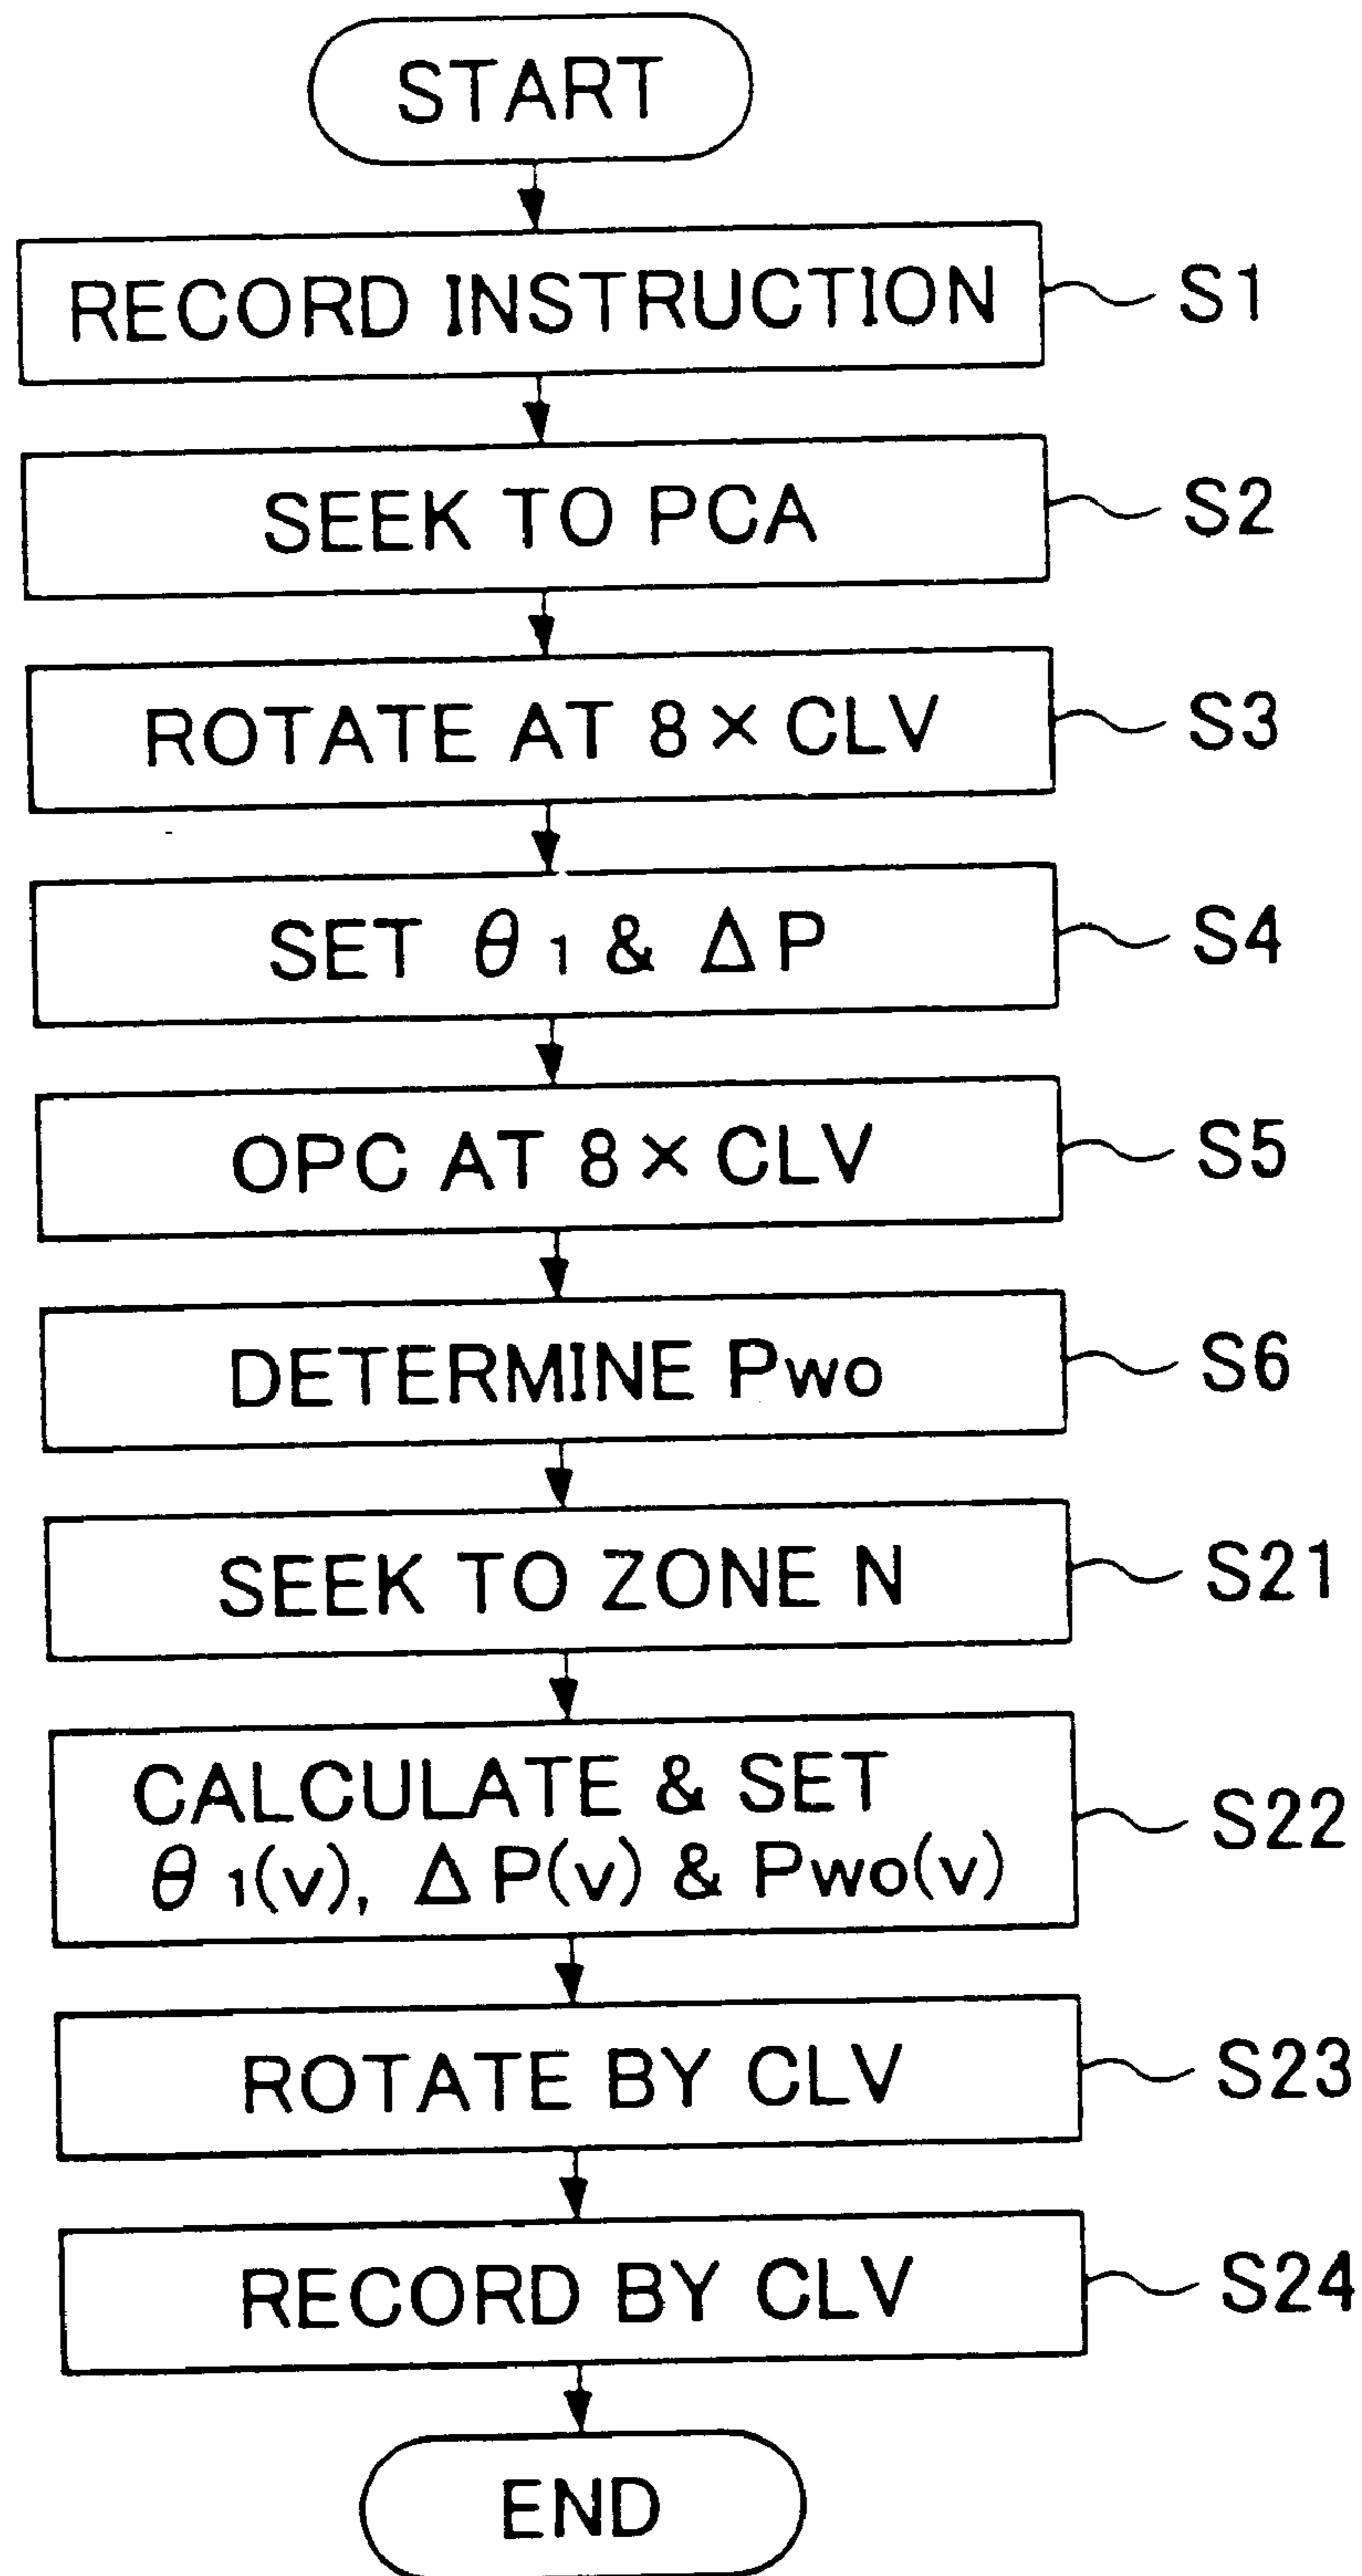 START
RECORD INSTRUCTION S1
SEEK TO PCA S2
ROTATE AT 8×CLV S3
SET θ1 & ΔP S4
OPC AT 8×CLV S5
DETERMINE Pwo S6
SEEK TO ZONE N S21
CALCULATE & SET
θ1(v), ΔP(v) & Pwo(v) S22
ROTATE BY CLV S23
RECORD BY CLV S24
END